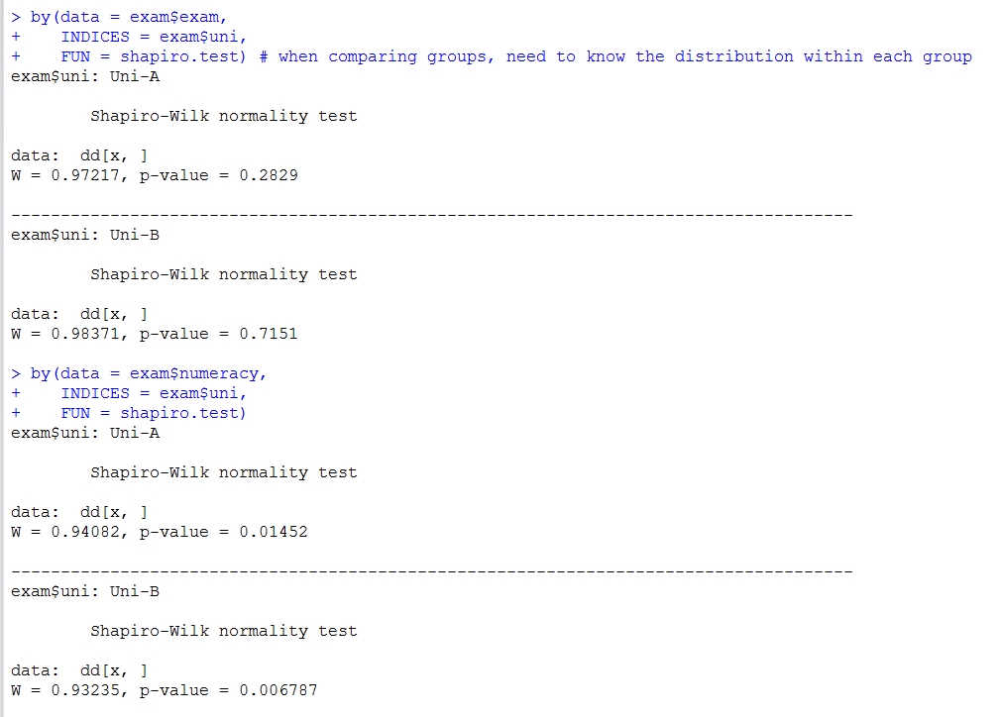 > by(data = exam$exam,
+    INDICES = exam$uni,
+    FUN = shapiro.test) # when comparing groups, need to know the distribution within each group
exam$uni: Uni-A

        Shapiro-Wilk normality test

data:  dd[x, ]
W = 0.97217, p-value = 0.2829

-------------------------------------------------------------------------------------
exam$uni: Uni-B

        Shapiro-Wilk normality test

data:  dd[x, ]
W = 0.98371, p-value = 0.7151

> by(data = exam$numeracy,
+    INDICES = exam$uni,
+    FUN = shapiro.test)
exam$uni: Uni-A

        Shapiro-Wilk normality test

data:  dd[x, ]
W = 0.94082, p-value = 0.01452

-------------------------------------------------------------------------------------
exam$uni: Uni-B

        Shapiro-Wilk normality test

data:  dd[x, ]
W = 0.93235, p-value = 0.006787